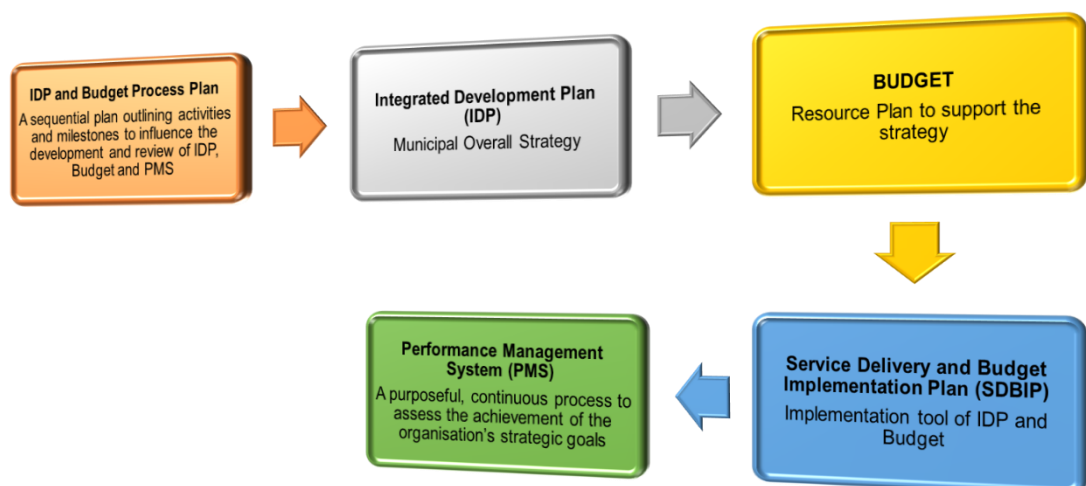 IDP and Budget Process Plan
A sequential plan outlining activities
and milestones to influence the
development and review of IDP,
Budget and PMS
Integrated Development Plan
(IDP)
Municipal Overall Strategy
BUDGET
Resource Plan to support the
strategy
Service Delivery and Budget
Implementation Plan (SDBIP)
Implementation tool of IDP and
Budget
Performance Management
System (PMS)
A purposeful, continuous process to
assess the achievement of the
organisation's strategic goals